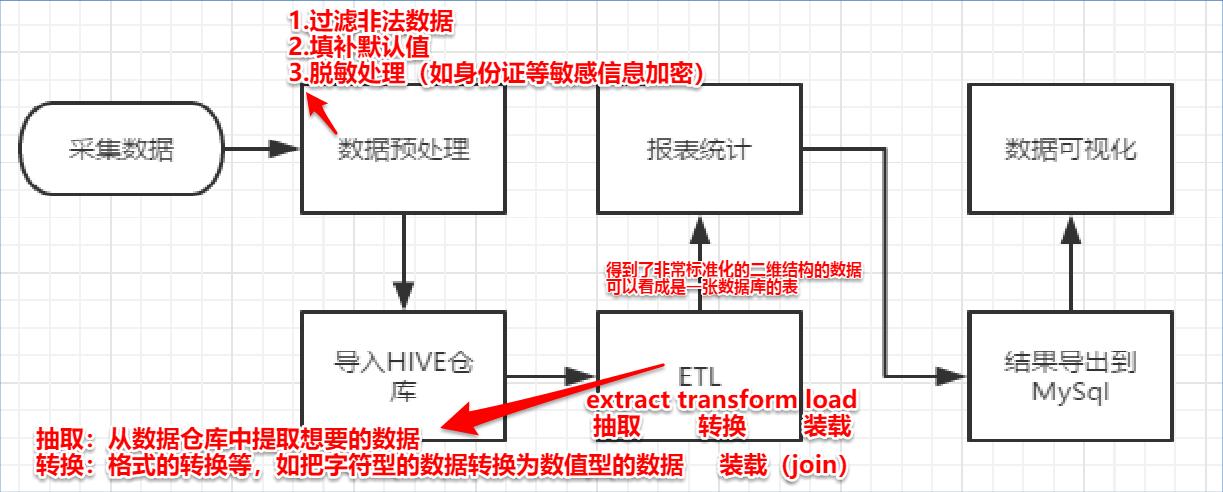 1.过滤非法数据
2.填补默认值
3.脱敏处理（如身份证等敏感信息加密）
采集数据
数据预处理
报表统计
数据可视化
得到了非常标准化的二维结构的数据
可以看成是一张数据库的表
导入HIVE仓
库
ETL
extract transform load
抽取 转换 装载
结果导出到
MySql
抽取：从数据仓库中提取想要的数据
转换：格式的转换等，如把字符型的数据转换为数值型的数据 装载（join）